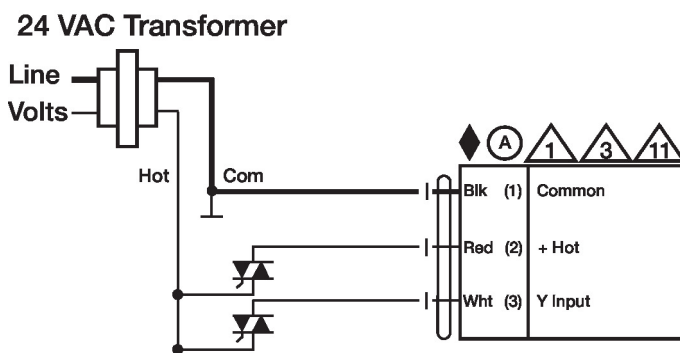 24 VAC Transformer
Line
Volts
Hot
Com
A
1
3
11
Blk (1) Common
Red (2) + Hot
Wht (3) Y Input